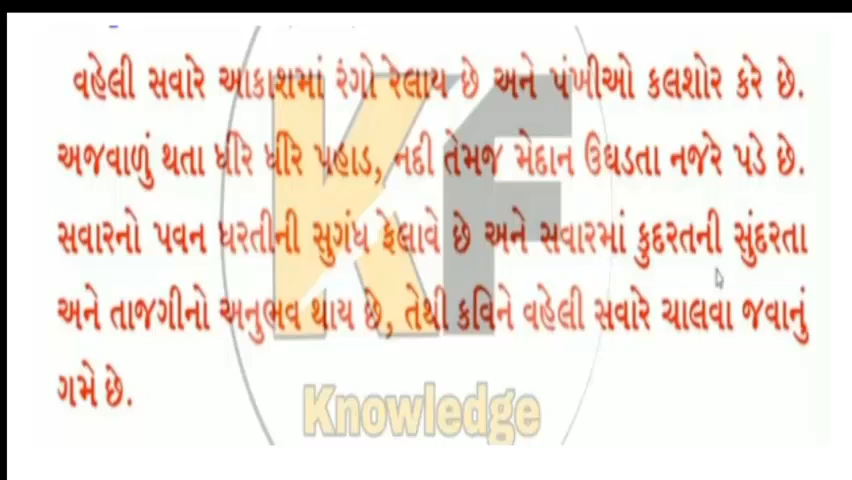 વહેલી સવારે આકાશમાં રંગો રેલાય છે અને પંખીઓ કલશોર કરે છે.
અજવાળું થતા ધીરે ધીરે પહાડ, નદી તેમજ મેદાન ઉઘડતા નજરે પડે છે.
સવારનો પવન ધરતીની સુગંધ ફેલાવે છે અને સવારમાં કુદરતની સુંદરતા
અને તાજગીનો અનુભવ થાય છે, તેથી કવિને વહેલી સવારે ચાલવા જવાનું
ગમે છે.
KF
Knowledge